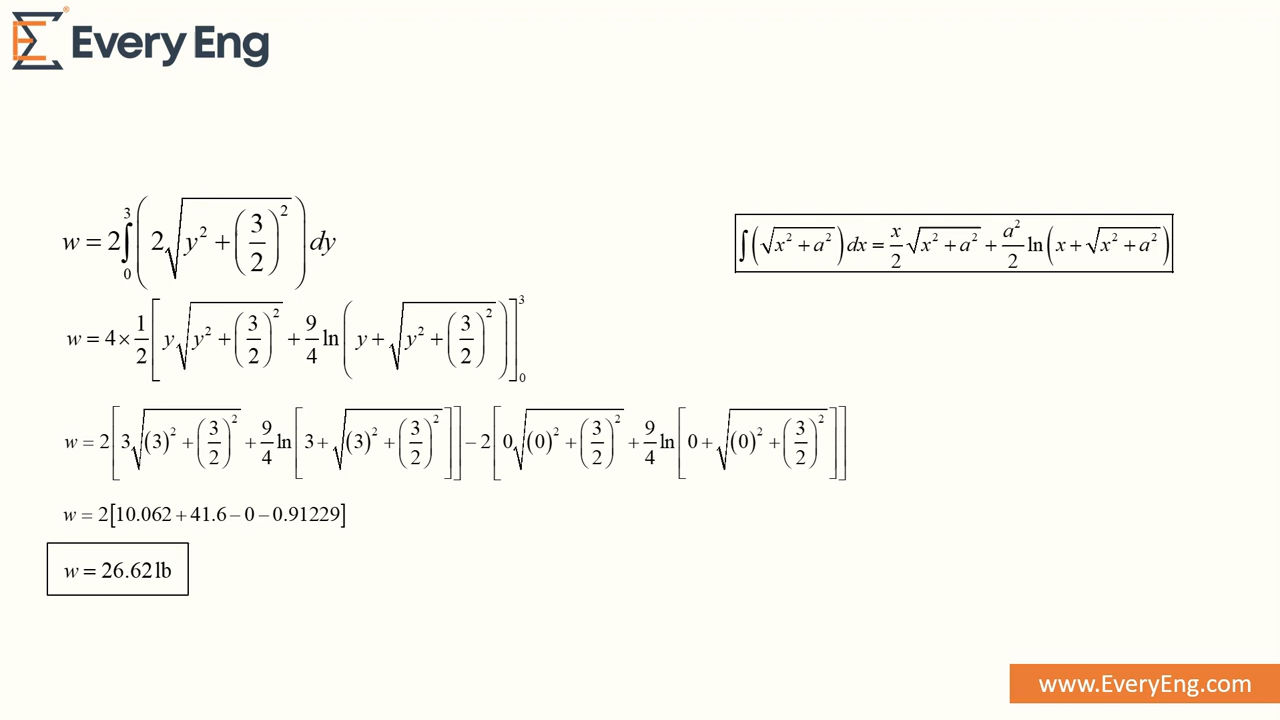 Every Eng®
w = 2∫₀³ (2√(y² + (3/2)²)) dy
∫(√(x² + a²)) dx = x/2 √(x² + a²) + a²/2 ln(x + √(x² + a²))
w = 4 × 1/2 [y√(y² + (3/2)²) + 9/4 ln(y + √(y² + (3/2)²))]₀³
w = 2[3√((3)² + (3/2)²) + 9/4 ln[3 + √((3)² + (3/2)²)]] − 2[0√((0)² + (3/2)²) + 9/4 ln[0 + √((0)² + (3/2)²)]]
w = 2[10.062 + 41.6 − 0 − 0.91229]
w = 26.62 lb
www.EveryEng.com